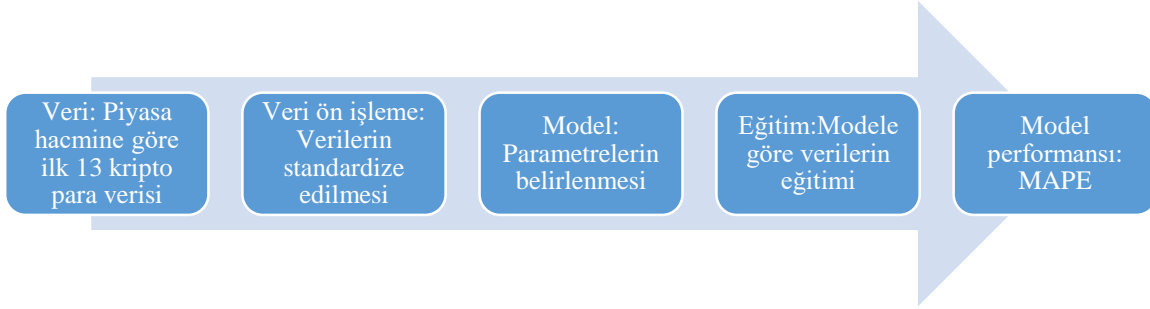 Veri: Piyasa
hacmine göre
ilk 13 kripto
para verisi
Veri ön işleme:
Verilerin
standardize
edilmesi
Model:
Parametrelerin
belirlenmesi
Eğitim:Modele
göre verilerin
eğitimi
Model
performansı:
MAPE